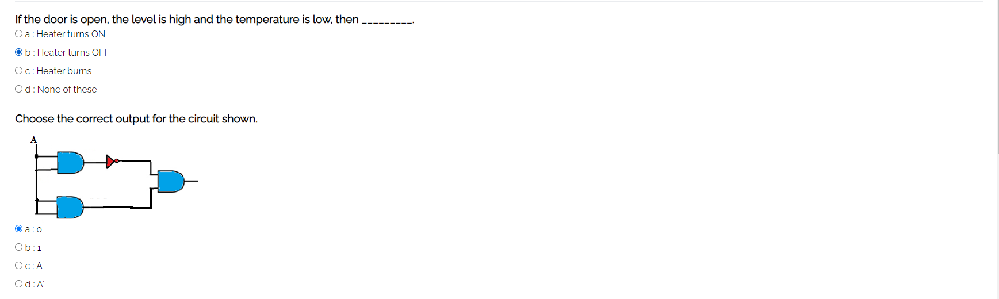 If the door is open, the level is high and the temperature is low, then _________.
a : Heater turns ON
b : Heater turns OFF
c : Heater burns
d : None of these
Choose the correct output for the circuit shown.
A
a : 0
b : 1
c : A
d : A'